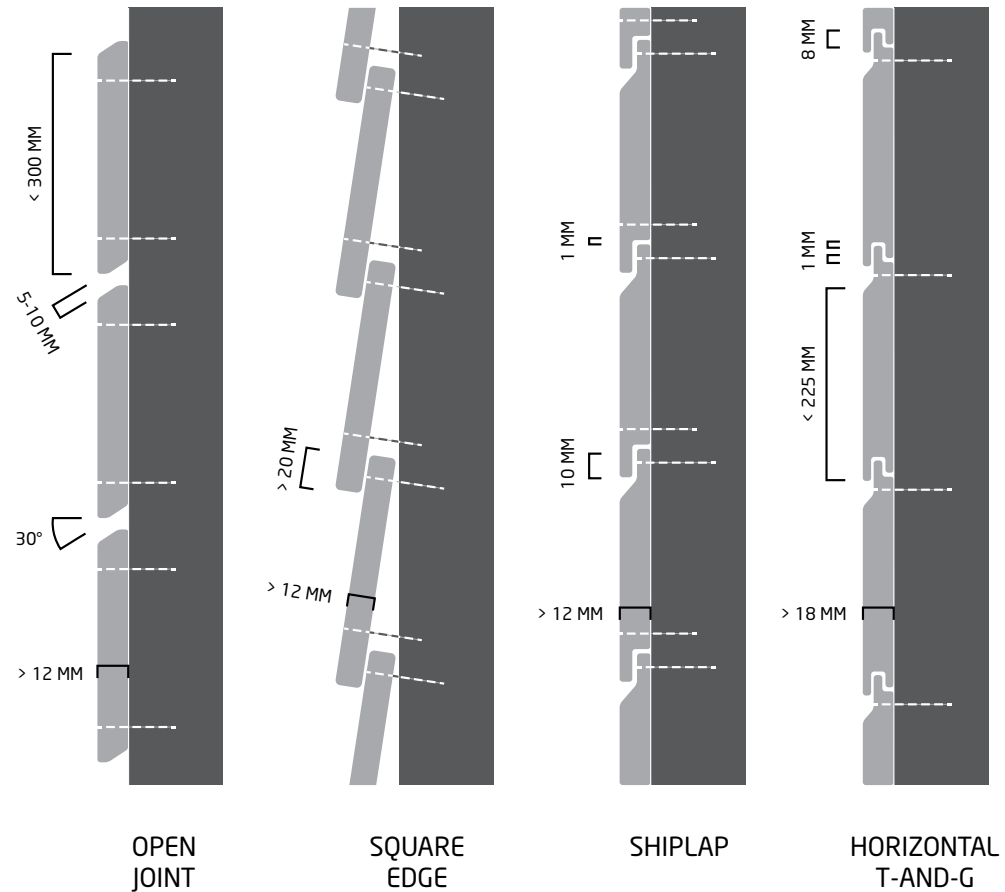 < 300 MM
5-10 MM
30°
> 12 MM
OPEN
JOINT
> 20 MM
> 12 MM
SQUARE
EDGE
1 MM
10 MM
> 12 MM
SHIPLAP
8 MM
1 MM
< 225 MM
> 18 MM
HORIZONTAL
T-AND-G